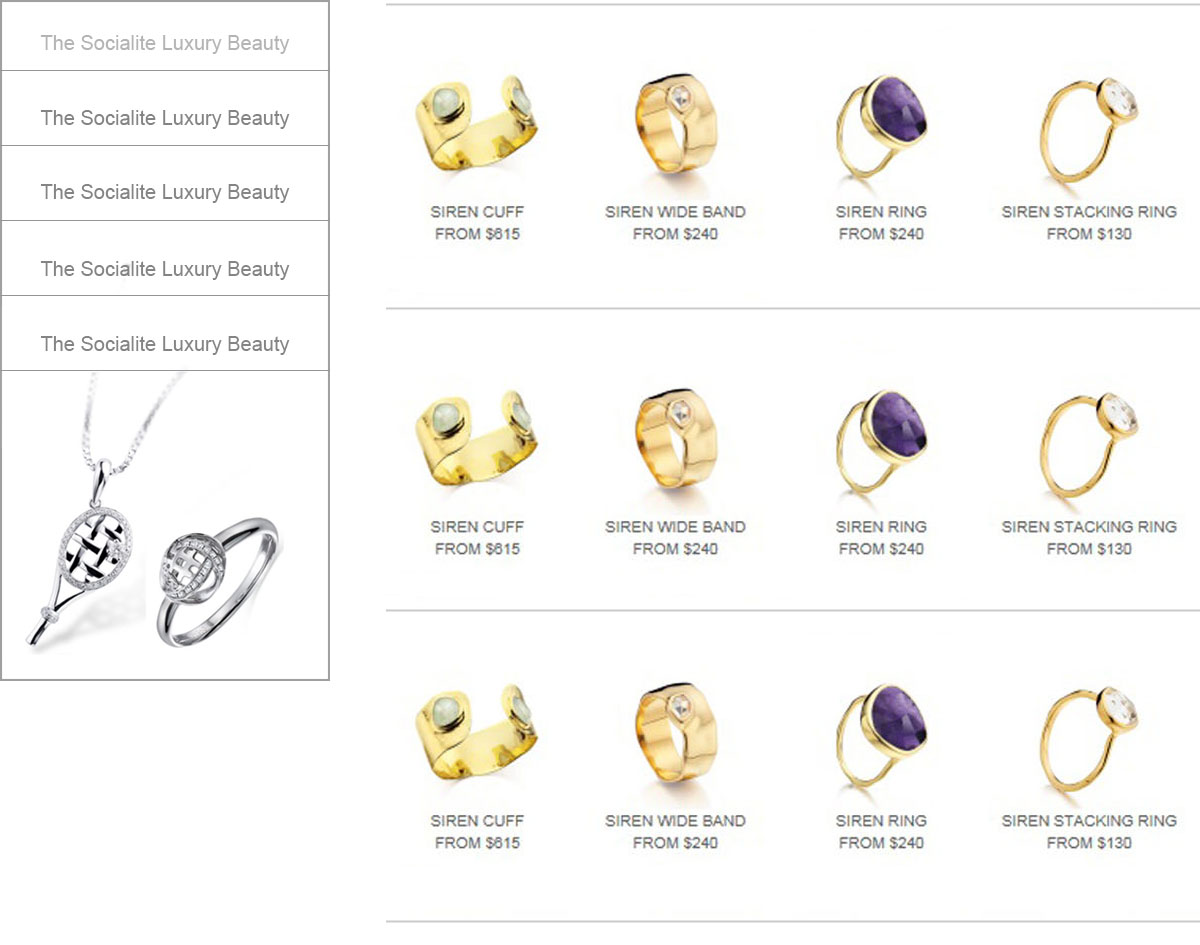 The Socialite Luxury Beauty
The Socialite Luxury Beauty
The Socialite Luxury Beauty
The Socialite Luxury Beauty
The Socialite Luxury Beauty
SIREN CUFF
FROM $615
SIREN WIDE BAND
FROM $240
SIREN RING
FROM $240
SIREN STACKING RING
FROM $130
SIREN CUFF
FROM $615
SIREN WIDE BAND
FROM $240
SIREN RING
FROM $240
SIREN STACKING RING
FROM $130
SIREN CUFF
FROM $615
SIREN WIDE BAND
FROM $240
SIREN RING
FROM $240
SIREN STACKING RING
FROM $130